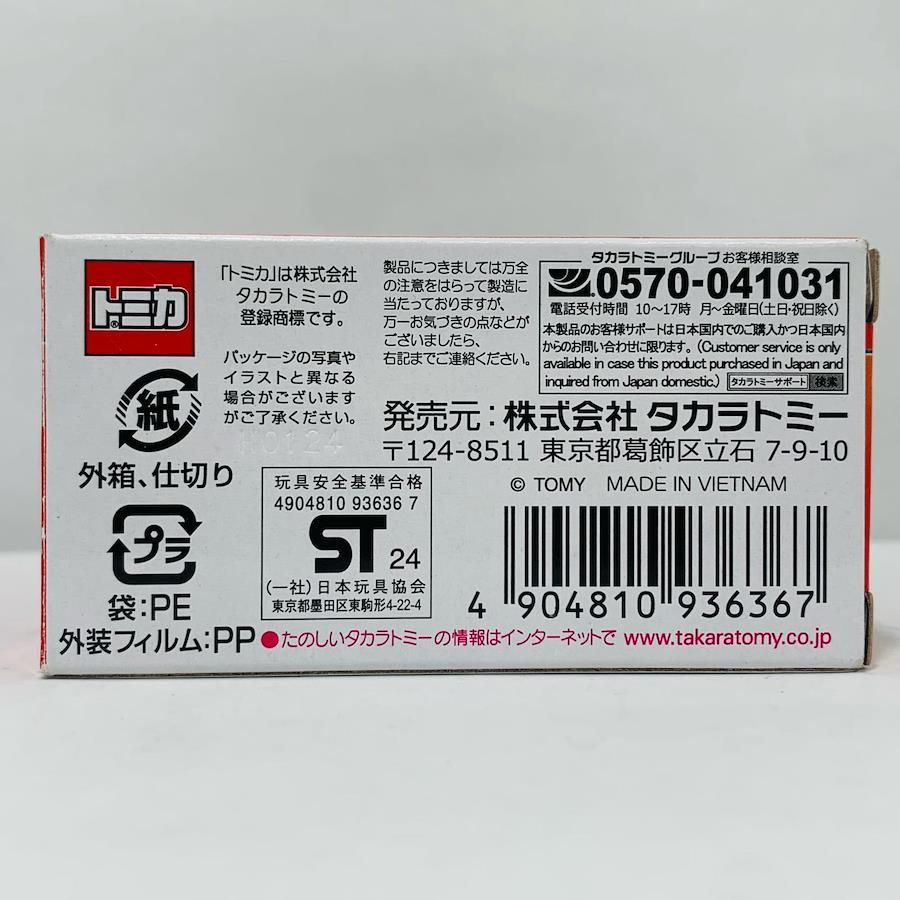 トミカ®
「トミカ」は株式会社
タカラトミーの
登録商標です。
パッケージの写真や
イラストと異なる
場合がございます
がご了承ください。
H0124
製品につきましては万全
の注意をはらって製造に
当たっておりますが、
万一お気づきの点などが
ございましたら、
右記までご連絡ください。
タカラトミーグループ お客様相談室
0570-041031
電話受付時間 10〜17時 月〜金曜日(土日・祝日除く)
本製品のお客様サポートは日本国内でのご購入かつ日本国内
からのお問い合わせに限ります。(Customer service is only
available in case this product purchased in Japan and
inquired from Japan domestic.) タカラトミーサポート 検索
発売元：株式会社 タカラトミー
〒124-8511 東京都葛飾区立石 7-9-10
© TOMY MADE IN VIETNAM
紙
外箱、仕切り
プラ
袋:PE
外装フィルム:PP
玩具安全基準合格
4904810 93636 7
ST 24
(一社)日本玩具協会
東京都墨田区東駒形4-22-4
4 904810 936367
●たのしいタカラトミーの情報はインターネットで www.takaratomy.co.jp